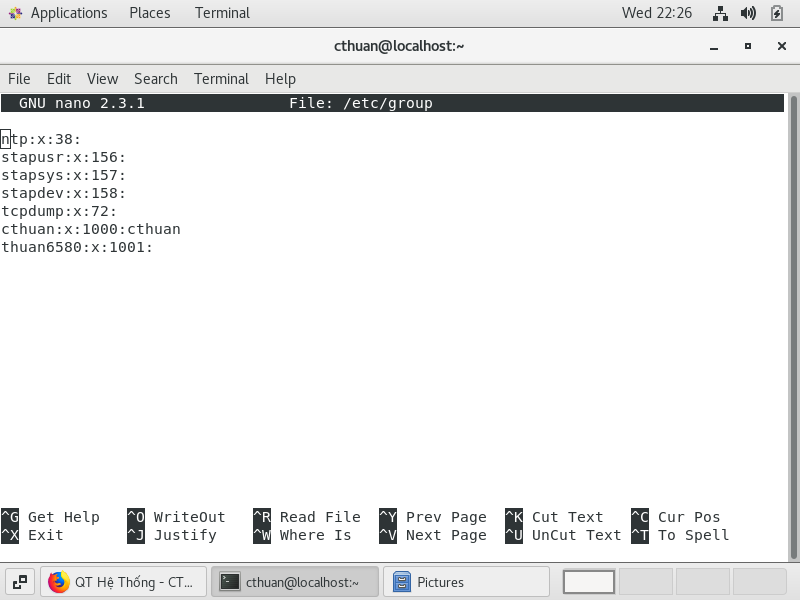 Applications Places Terminal Wed 22:26
cthuan@localhost:~
File Edit View Search Terminal Help
GNU nano 2.3.1 File: /etc/group
ntp:x:38:
stapusr:x:156:
stapsys:x:157:
stapdev:x:158:
tcpdump:x:72:
cthuan:x:1000:cthuan
thuan6580:x:1001:
^G Get Help ^O WriteOut ^R Read File ^Y Prev Page ^K Cut Text ^C Cur Pos
^X Exit ^J Justify ^W Where Is ^V Next Page ^U UnCut Text ^T To Spell
QT Hệ Thống - CT... cthuan@localhost:~ Pictures